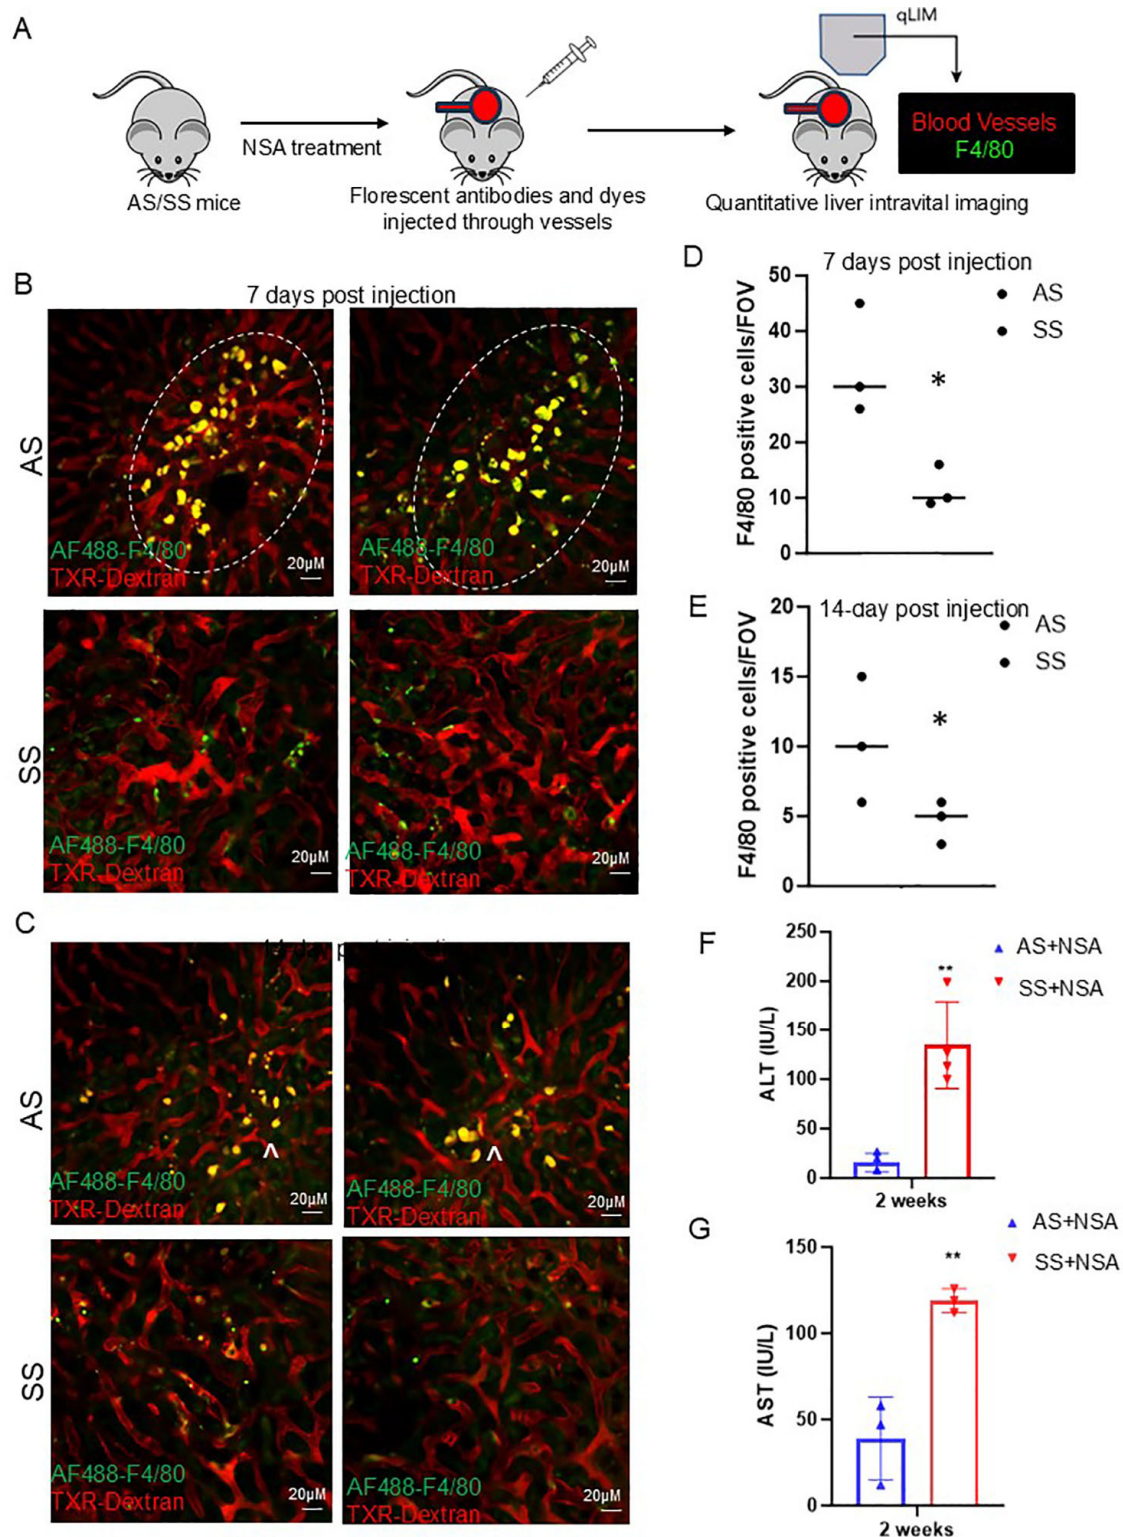 A
qLIM
Blood Vessels
F4/80
NSA treatment
AS/SS mice
Florescent antibodies and dyes
injected through vessels
Quantitative liver intravital imaging
B
7 days post injection
AS
AF488-F4/80
TXR-Dextran
20μM
AF488-F4/80
TXR-Dextran
20μM
SS
AF488-F4/80
TXR-Dextran
20μM
AF488-F4/80
TXR-Dextran
20μM
C
AS
AF488-F4/80
TXR-Dextran
20μM
AF488-F4/80
TXR-Dextran
20μM
SS
AF488-F4/80
TXR-Dextran
20μM
AF488-F4/80
TXR-Dextran
20μM
D
7 days post injection
F4/80 positive cells/FOV
50
40
30
20
10
0
*
AS
SS
E
14-day post injection
F4/80 positive cells/FOV
20
15
10
5
0
*
AS
SS
F
ALT (IU/L)
250
200
150
100
50
0
**
2 weeks
AS+NSA
SS+NSA
G
AST (IU/L)
150
100
50
0
**
2 weeks
AS+NSA
SS+NSA